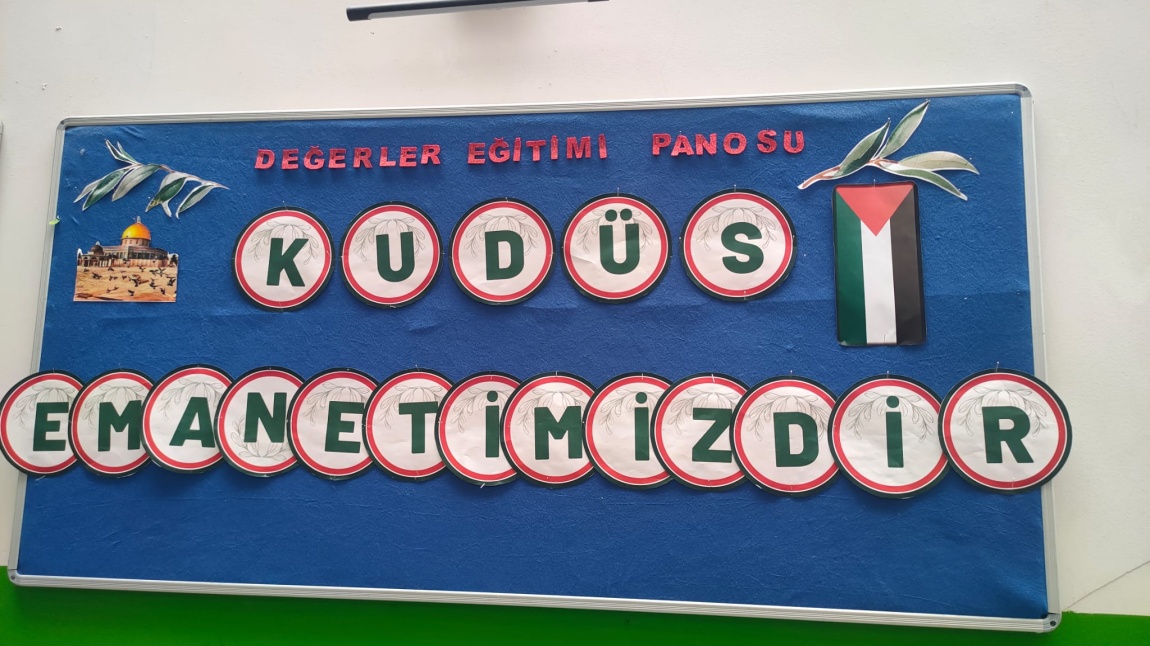 DEĞERLER EĞİTİMİ PANOSU
KUDÜS
EMANETİMİZDİR